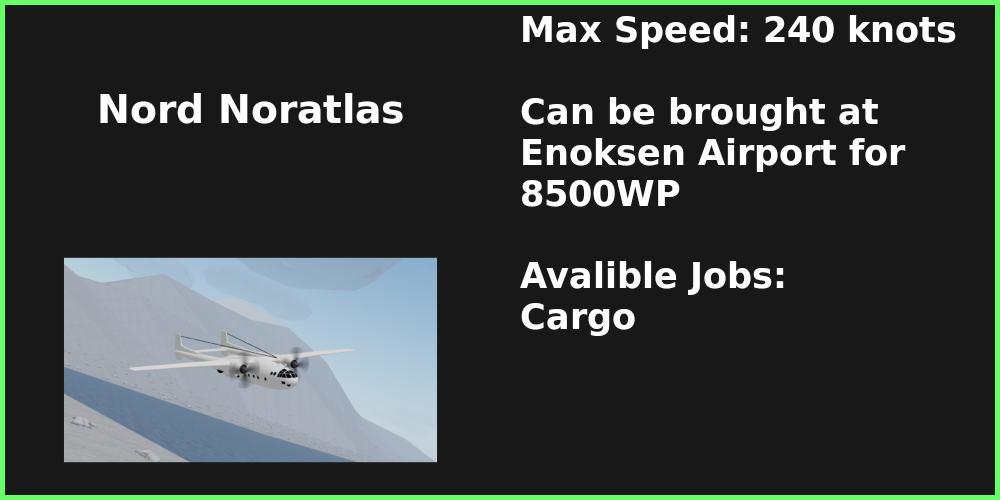 Nord Noratlas
Max Speed: 240 knots
Can be brought at
Enoksen Airport for
8500WP
Avalible Jobs:
Cargo